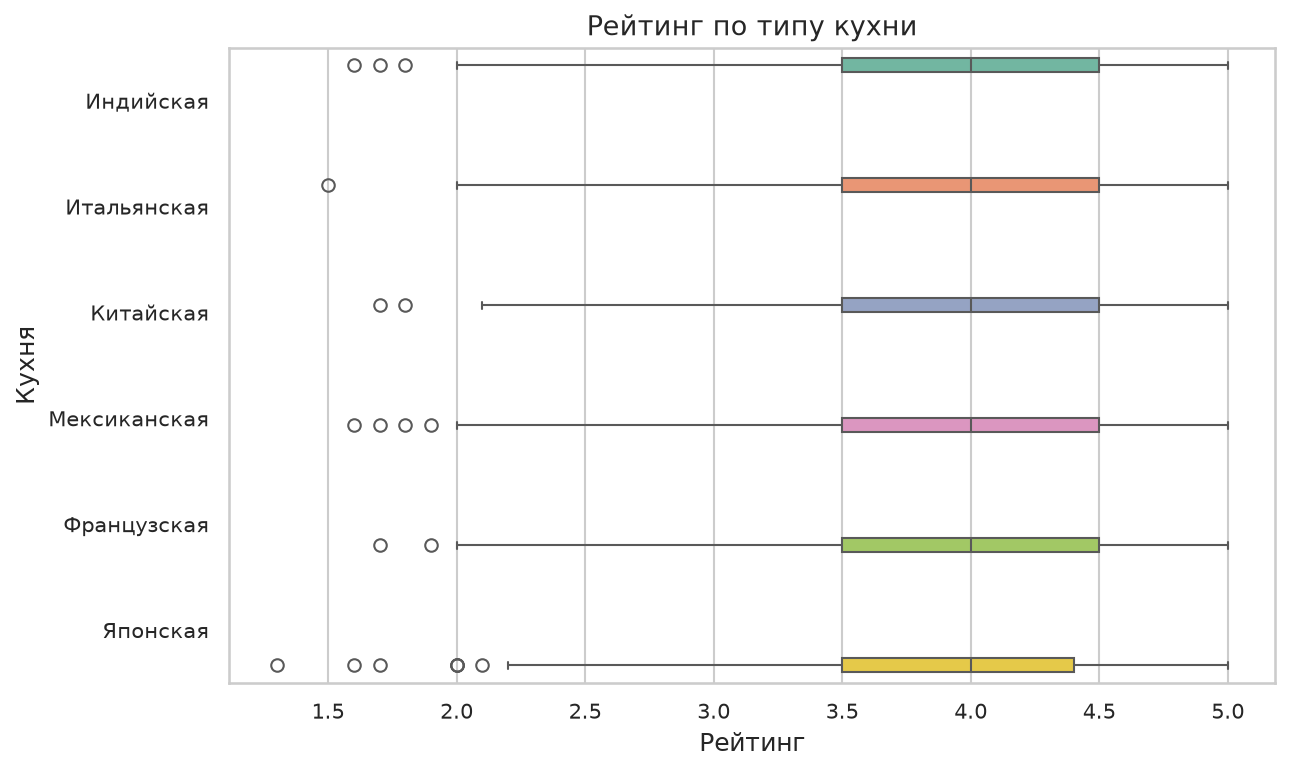 Рейтинг по типу кухни
Кухня
Индийская
Итальянская
Китайская
Мексиканская
Французская
Японская
1.5 2.0 2.5 3.0 3.5 4.0 4.5 5.0
Рейтинг